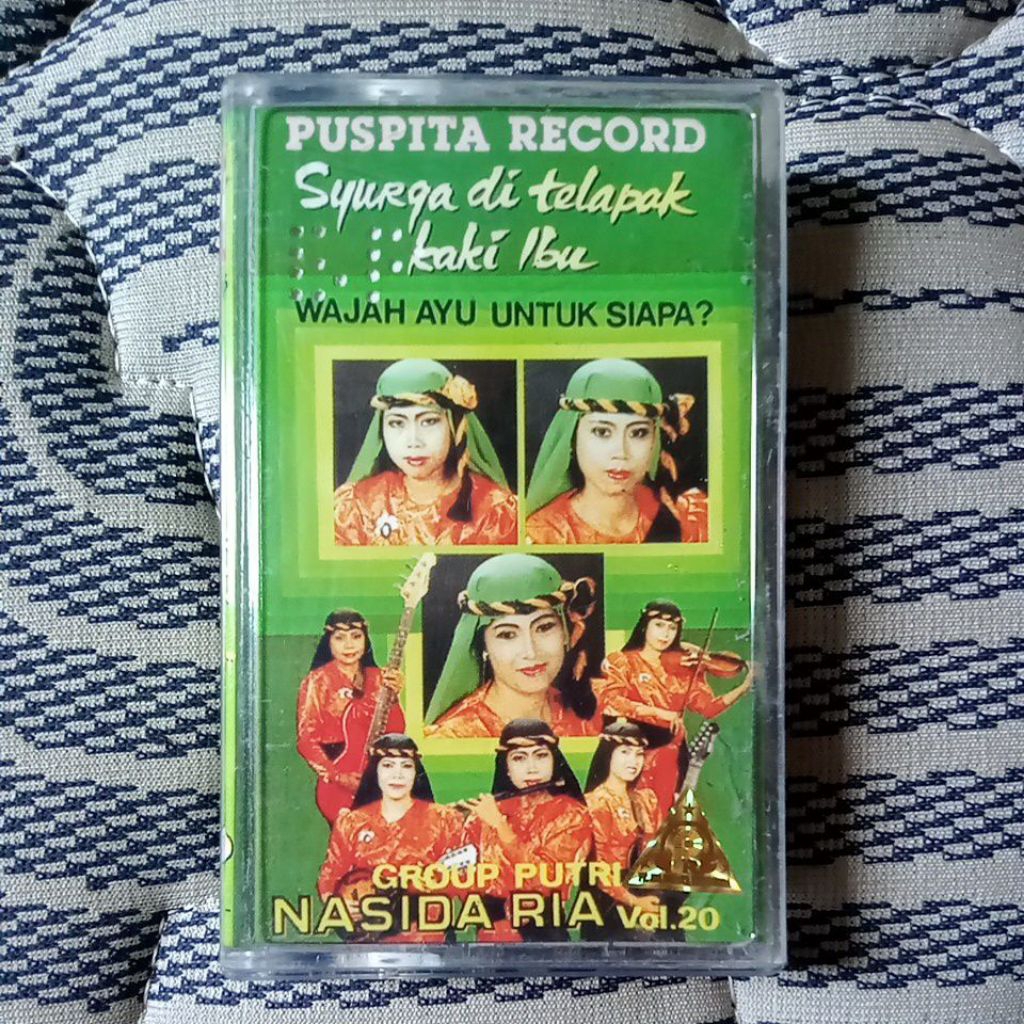 PUSPITA RECORD
Syurga di telapak
kaki Ibu
WAJAH AYU UNTUK SIAPA?
GROUP PUTRI
NASIDA RIA Vol.20